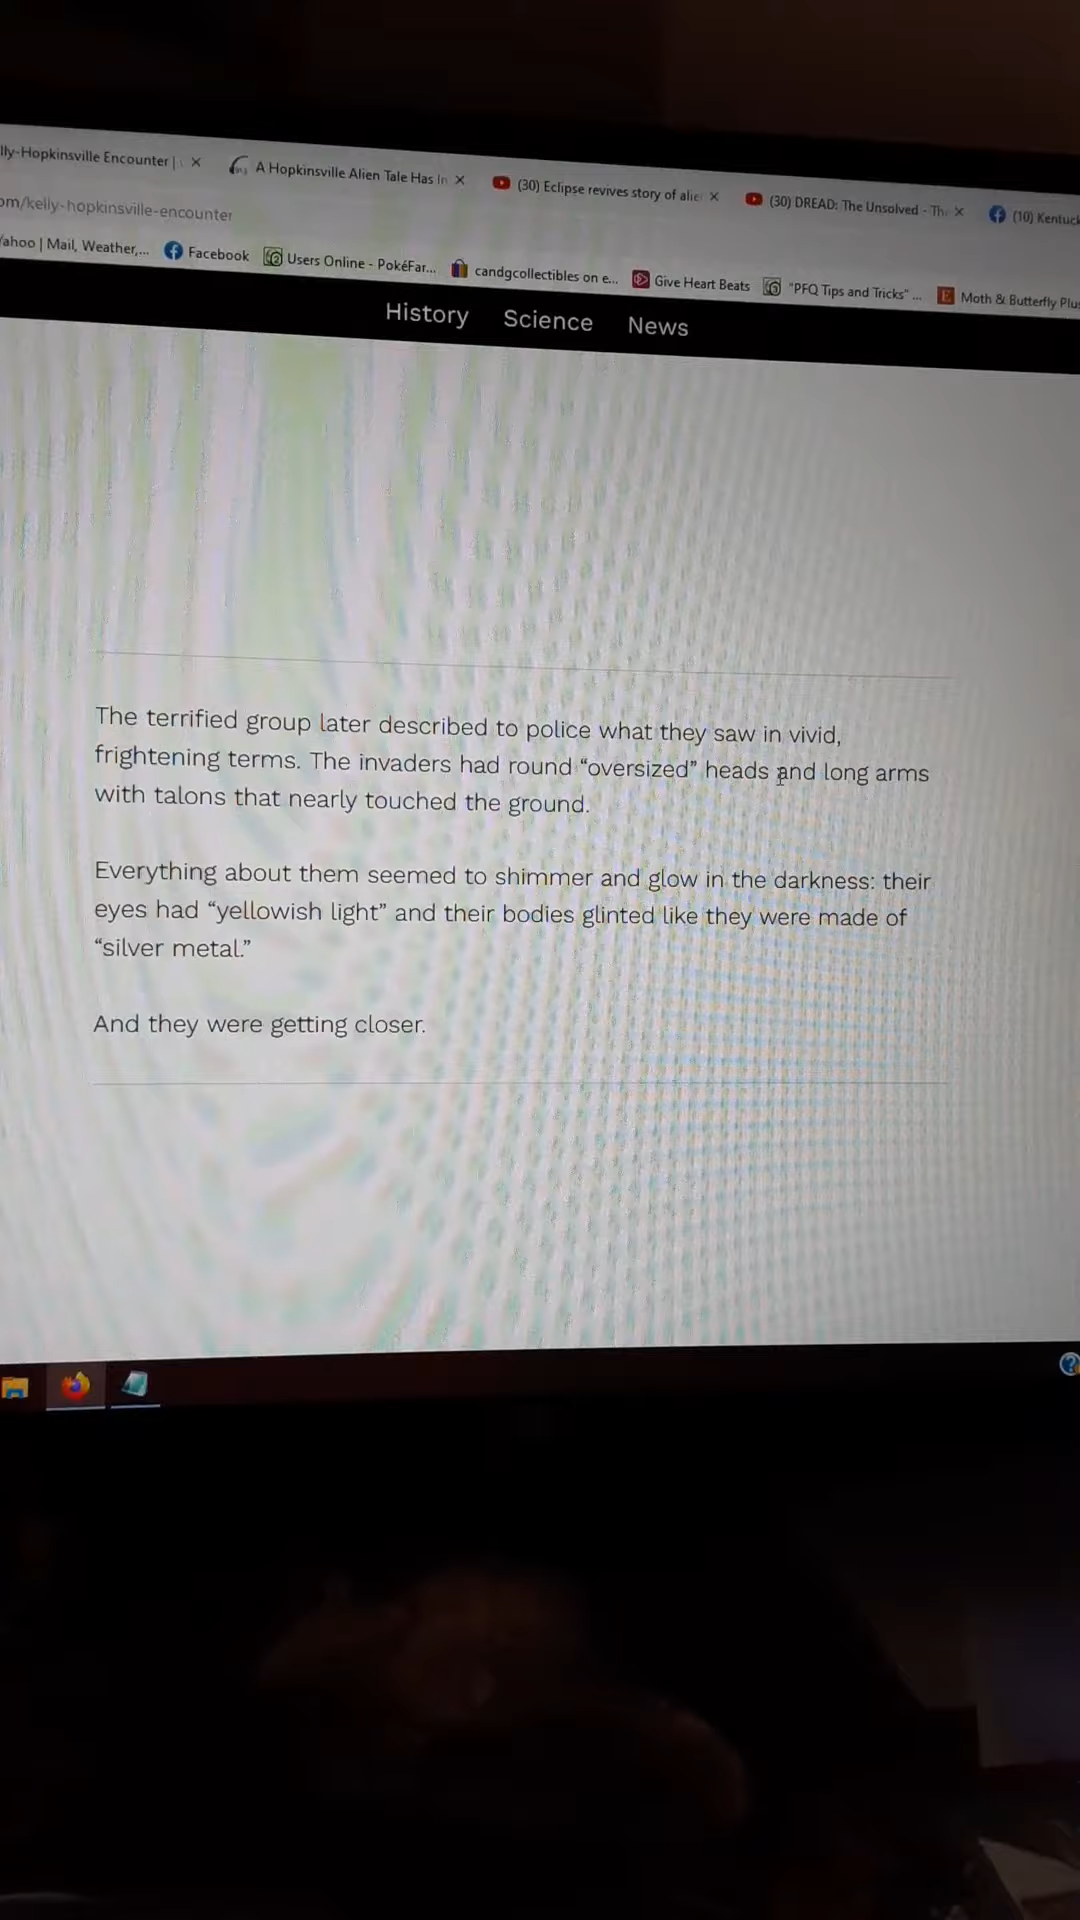 lly-Hopkinsville Encounter |
A Hopkinsville Alien Tale Has In
(30) Eclipse revives story of alie
(30) DREAD: The Unsolved - Th
(10) Kentuck
om/kelly-hopkinsville-encounter
Yahoo | Mail, Weather,...
Facebook
Users Online - PokéFar...
candgcollectibles on e...
Give Heart Beats
"PFQ Tips and Tricks" ...
E
Moth & Butterfly Plus
History Science News
The terrified group later described to police what they saw in vivid,
frightening terms. The invaders had round “oversized” heads and long arms
with talons that nearly touched the ground.
Everything about them seemed to shimmer and glow in the darkness: their
eyes had “yellowish light” and their bodies glinted like they were made of
“silver metal.”
And they were getting closer.